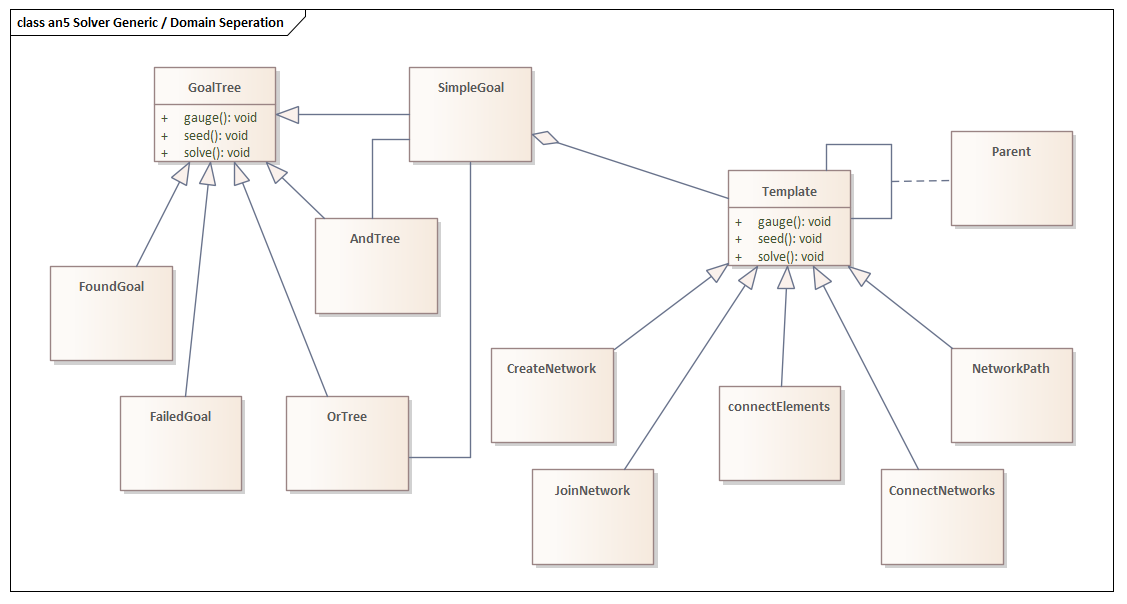 class an5 Solver Generic / Domain Seperation
GoalTree
+ gauge(): void
+ seed(): void
+ solve(): void
SimpleGoal
Parent
Template
+ gauge(): void
+ seed(): void
+ solve(): void
AndTree
FoundGoal
CreateNetwork
NetworkPath
connectElements
FailedGoal
OrTree
JoinNetwork
ConnectNetworks